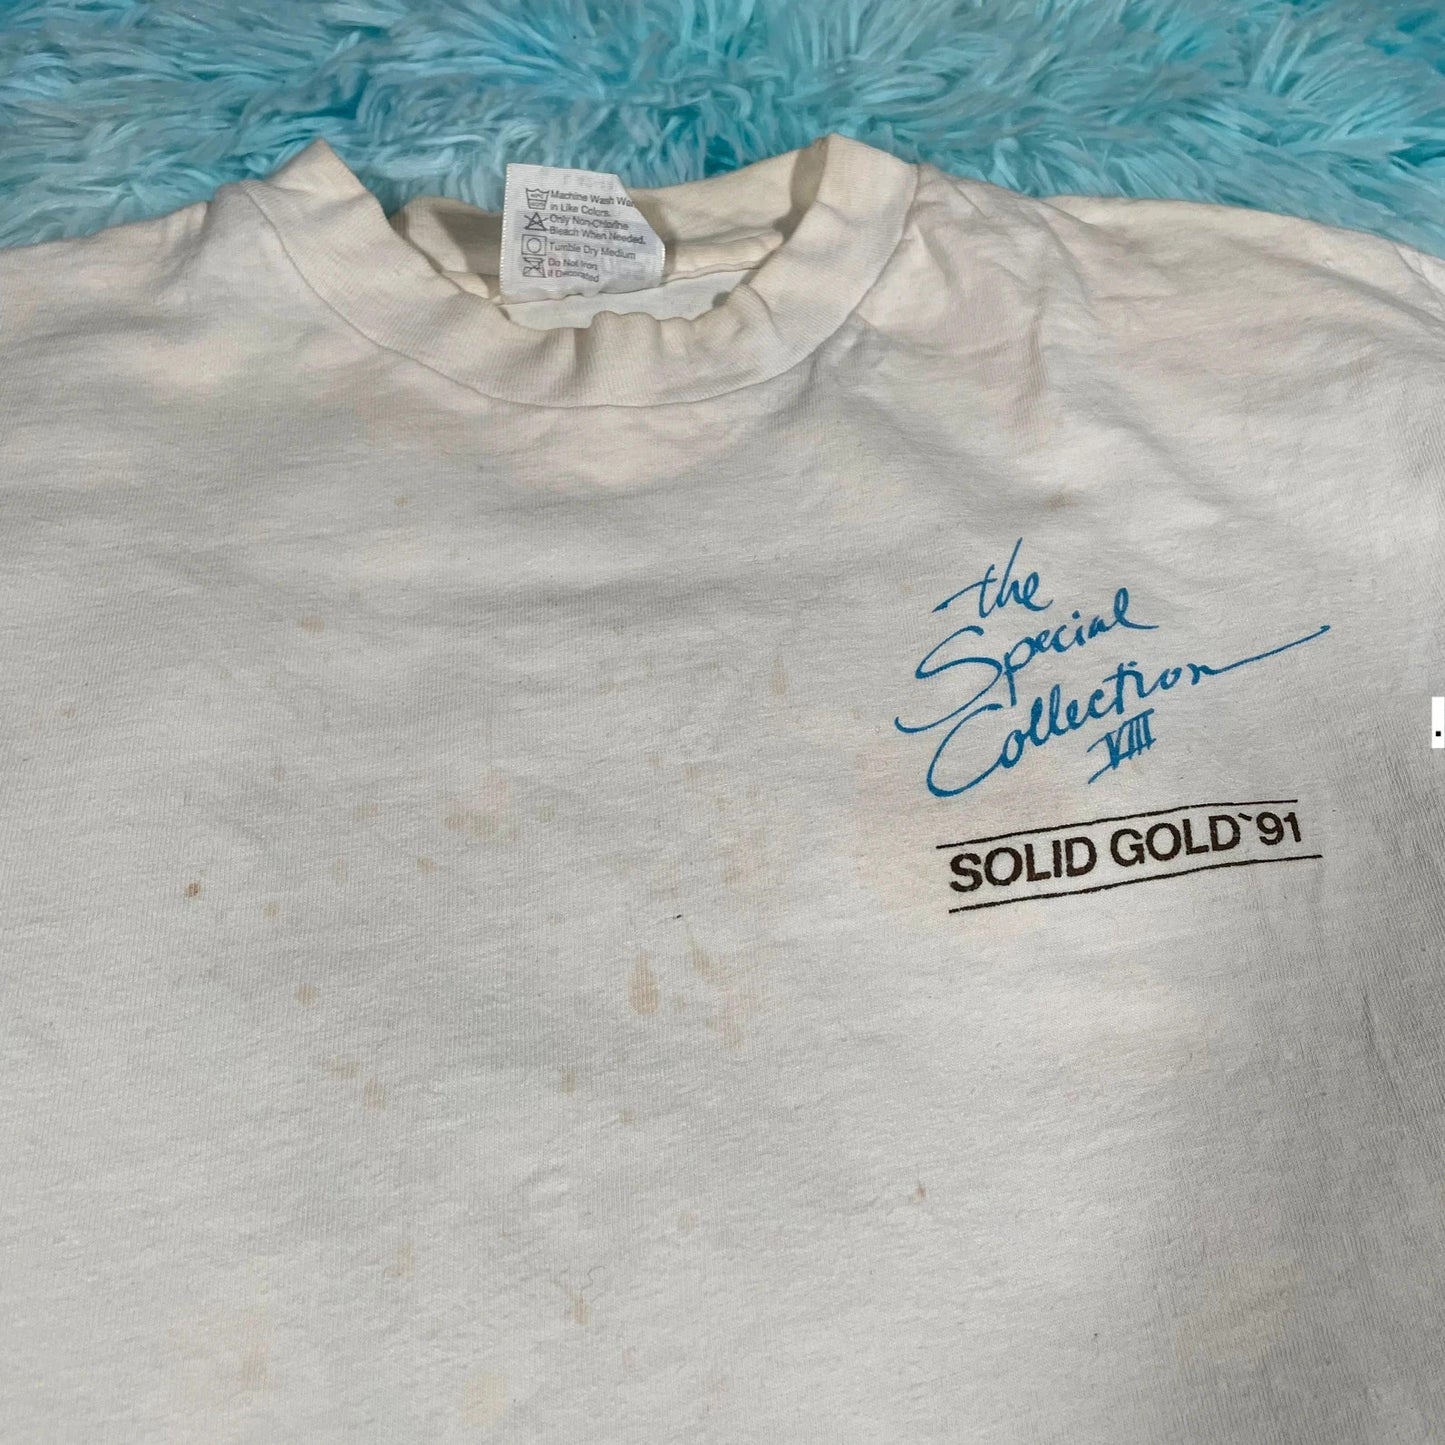 Machine Wash Wa
in Like Colors.
Only Non-Chlorine
Bleach When Needed.
Tumble Dry Medium
Do Not Iron
if Decorated
the
Special
Collection
VIII
SOLID GOLD`91